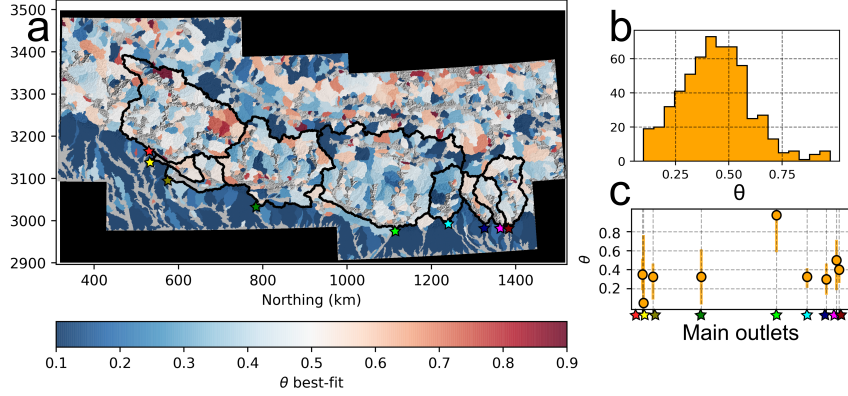 a
3500
3400
3300
3200
3100
3000
2900
400 600 800 1000 1200 1400
Northing (km)
0.1 0.2 0.3 0.4 0.5 0.6 0.7 0.8 0.9
θ best-fit
b
60
40
20
0
0.25 0.50 0.75
θ
c
0.8
0.6
0.4
0.2
θ
Main outlets